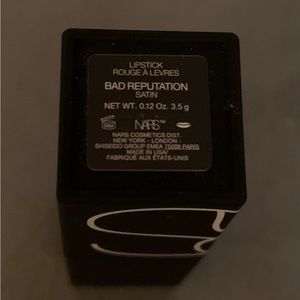 LIPSTICK
ROUGE À LEVRES
BAD REPUTATION
SATIN
NET WT. 0.12 Oz. 3.5 g
NARS™
NARS COSMETICS DIST.
NEW YORK - LONDON -
SHISEIDO GROUP EMEA 75008 PARIS
MADE IN USA/
FABRIQUÉ AUX ÉTATS-UNIS